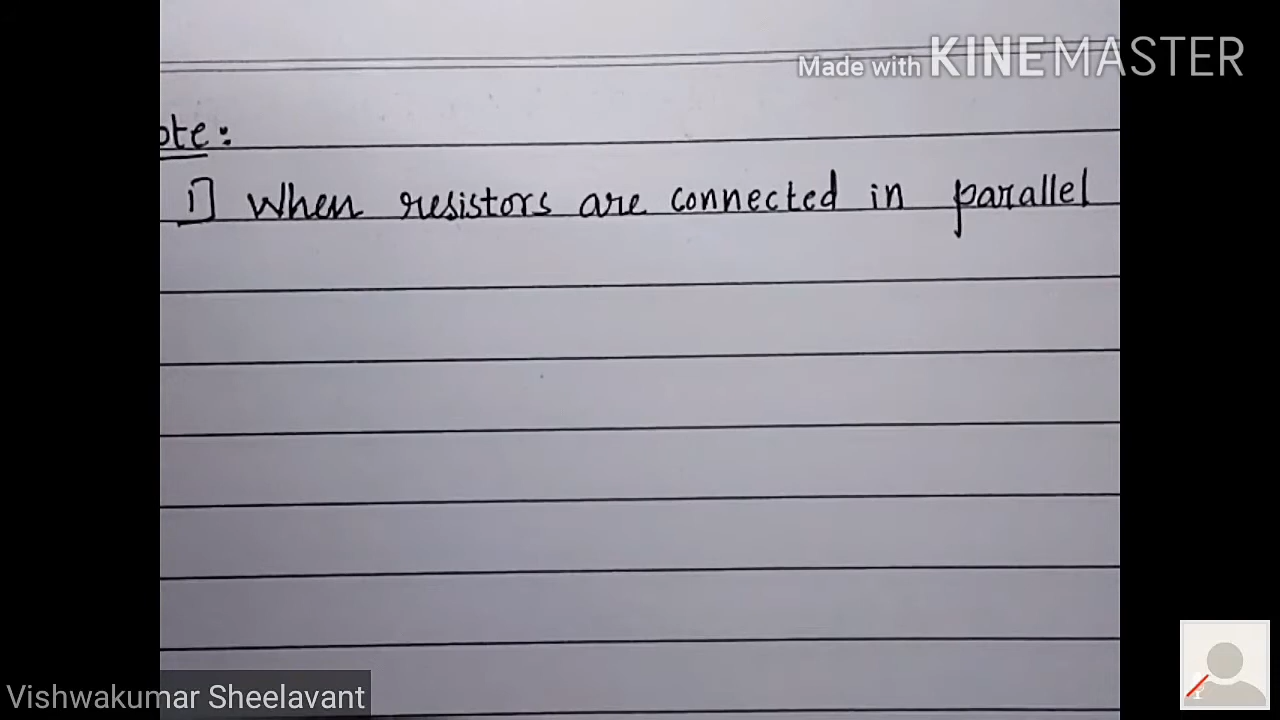 Made with KINEMASTER
ote:
1] When resistors are connected in parallel
Vishwakumar Sheelavant